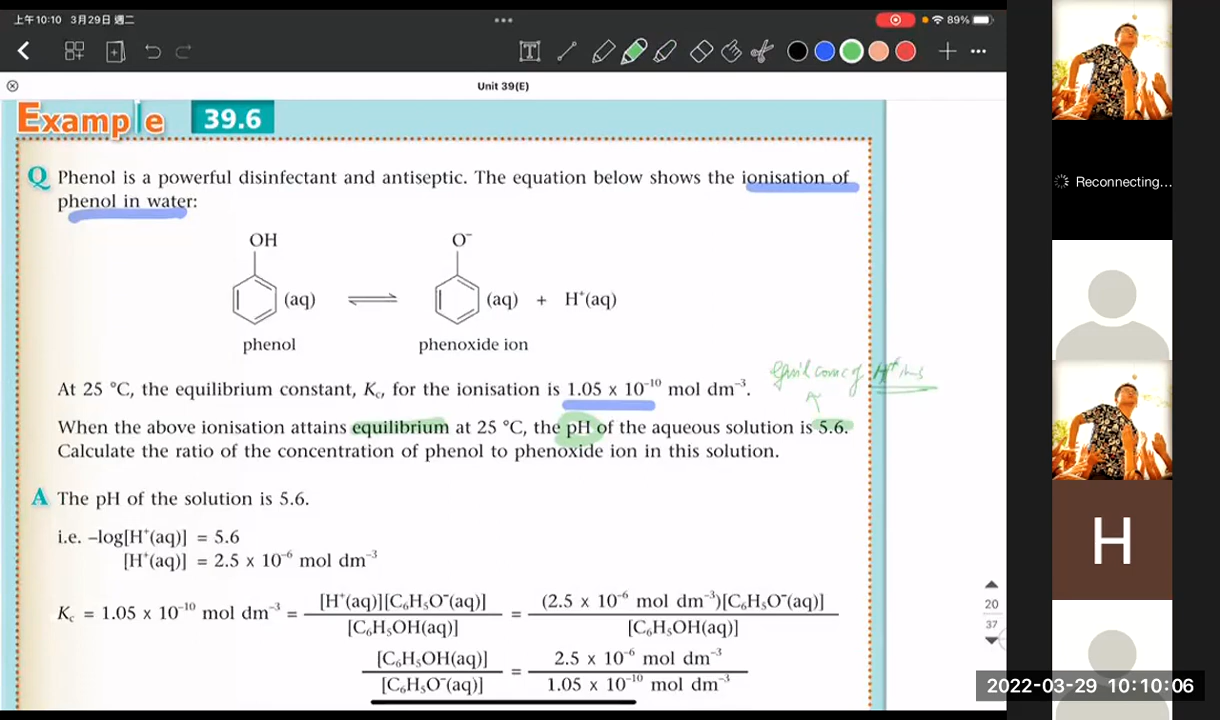 上午10:10 3月29日 週二
89%
Unit 39(E)
Example 39.6
Q Phenol is a powerful disinfectant and antiseptic. The equation below shows the ionisation of
phenol in water:
OH
O⁻
(aq) ⇌ (aq) + H⁺(aq)
phenol
phenoxide ion
At 25 °C, the equilibrium constant, Kc, for the ionisation is 1.05 x 10⁻¹⁰ mol dm⁻³.
When the above ionisation attains equilibrium at 25 °C, the pH of the aqueous solution is 5.6.
Calculate the ratio of the concentration of phenol to phenoxide ion in this solution.
A The pH of the solution is 5.6.
i.e. –log[H⁺(aq)] = 5.6
[H⁺(aq)] = 2.5 x 10⁻⁶ mol dm⁻³
Kc = 1.05 x 10⁻¹⁰ mol dm⁻³ = [H⁺(aq)][C₆H₅O⁻(aq)] / [C₆H₅OH(aq)] = (2.5 x 10⁻⁶ mol dm⁻³)[C₆H₅O⁻(aq)] / [C₆H₅OH(aq)]
[C₆H₅OH(aq)] / [C₆H₅O⁻(aq)] = 2.5 x 10⁻⁶ mol dm⁻³ / 1.05 x 10⁻¹⁰ mol dm⁻³
20
37
Reconnecting...
H
2022-03-29 10:10:06